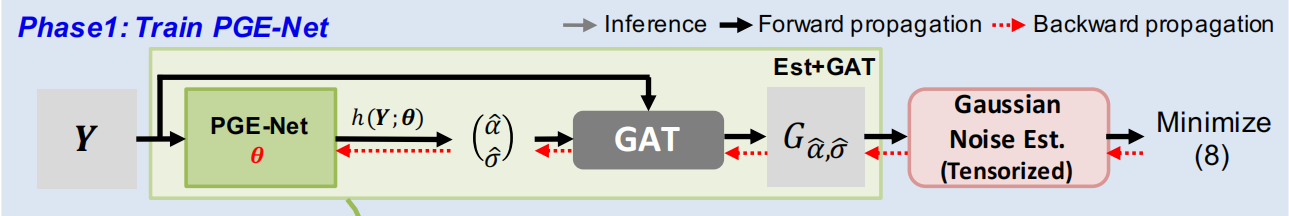 Phase1: Train PGE-Net
Inference
Forward propagation
Backward propagation
Est+GAT
Y
PGE-Net
θ
h(Y;θ)
(α̂
σ̂)
GAT
G_α̂,σ̂
Gaussian
Noise Est.
(Tensorized)
Minimize
(8)